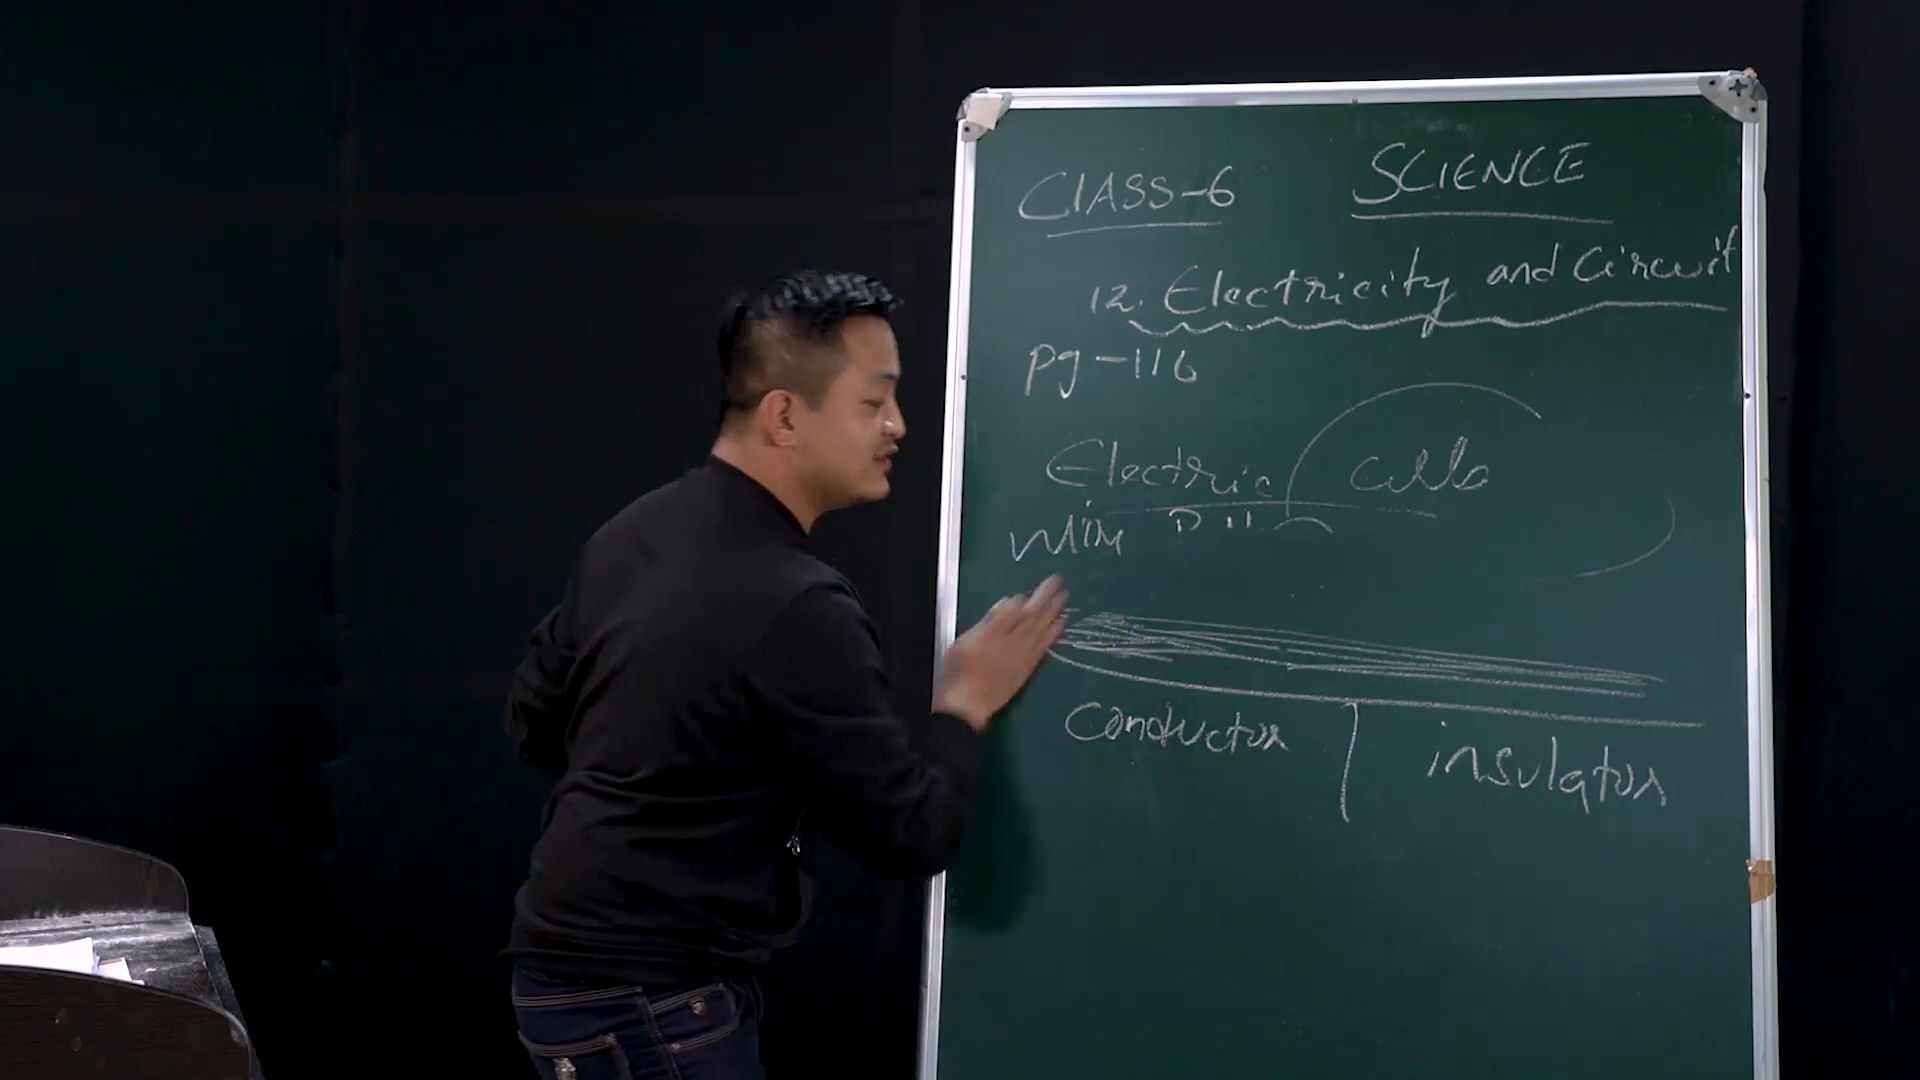 CLASS-6 SCIENCE
12. Electricity and Circuit
Pg-116
Electric cells
conductor insulator